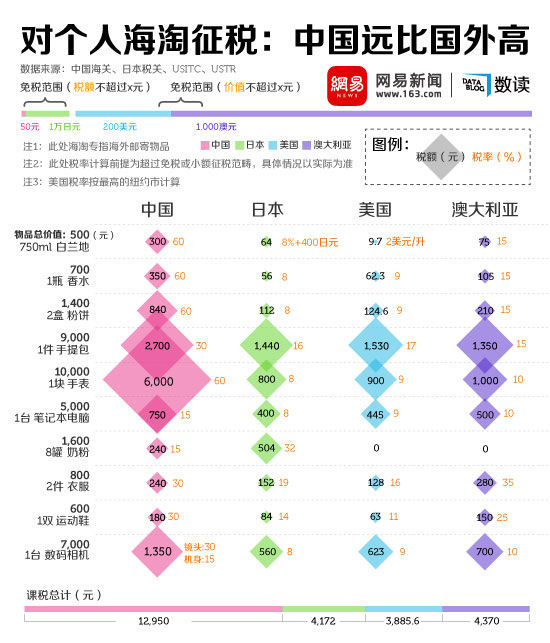 对个人海淘征税：中国远比国外高
数据来源：中国海关、日本税关、USITC、USTR
免税范围（税额不超过x元） 免税范围（价值不超过x元）
網易 NEWS 网易新闻 www.163.com DATA BLOG 数读
50元 1万日元 200美元 1,000澳元
注1：此处海淘专指海外邮寄物品
中国 日本 美国 澳大利亚
注2：此处税率计算前提为超过免税或小额征税范畴，具体情况以实际为准
注3：美国税率按最高的纽约市计算
图例：
税额（元） 税率（%）
中国 日本 美国 澳大利亚
物品总价值: 500（元）
750ml 白兰地 300 60 64 8%+400日元 9.7 2美元/升 75 15
700
1瓶 香水 350 60 56 8 62.3 9 105 15
1,400
2盒 粉饼 840 60 112 8 124.6 9 210 15
9,000
1件 手提包 2,700 30 1,440 16 1,530 17 1,350 15
10,000
1块 手表 6,000 60 800 8 900 9 1,000 10
5,000
1台 笔记本电脑 750 15 400 8 445 9 500 10
1,600
8罐 奶粉 240 15 504 32 0 0
800
2件 衣服 240 30 152 19 128 16 280 35
600
1双 运动鞋 180 30 84 14 63 11 150 25
7,000
1台 数码相机 1,350 镜头:30 机身:15 560 8 623 9 700 10
课税总计（元）
12,950 4,172 3,885.6 4,370